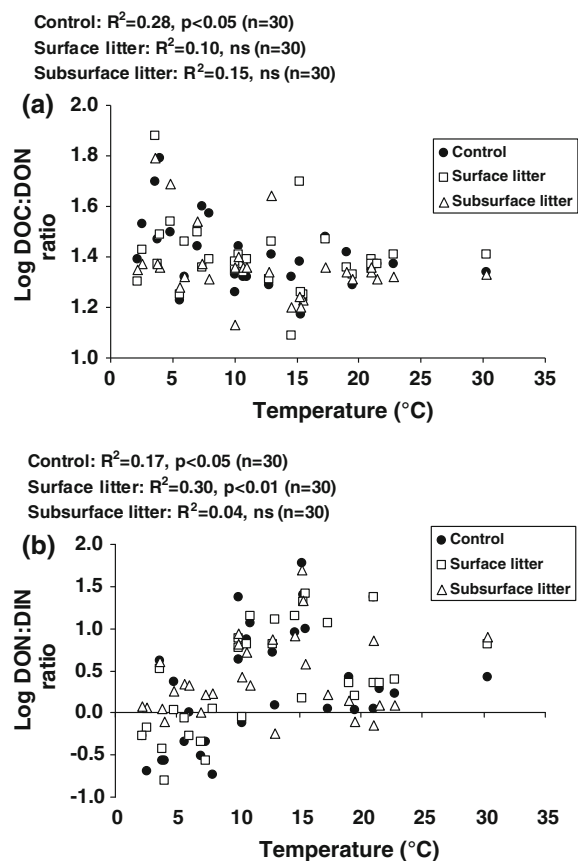 Control: R²=0.28, p<0.05 (n=30)
Surface litter: R²=0.10, ns (n=30)
Subsurface litter: R²=0.15, ns (n=30)
(a)
2.0
1.8
1.6
1.4
1.2
1.0
Log DOC:DON
ratio
Control
Surface litter
Subsurface litter
0 5 10 15 20 25 30 35
Temperature (°C)
Control: R²=0.17, p<0.05 (n=30)
Surface litter: R²=0.30, p<0.01 (n=30)
Subsurface litter: R²=0.04, ns (n=30)
(b)
2.0
1.5
1.0
0.5
0.0
-0.5
-1.0
Log DON:DIN
ratio
Control
Surface litter
Subsurface litter
0 5 10 15 20 25 30 35
Temperature (°C)